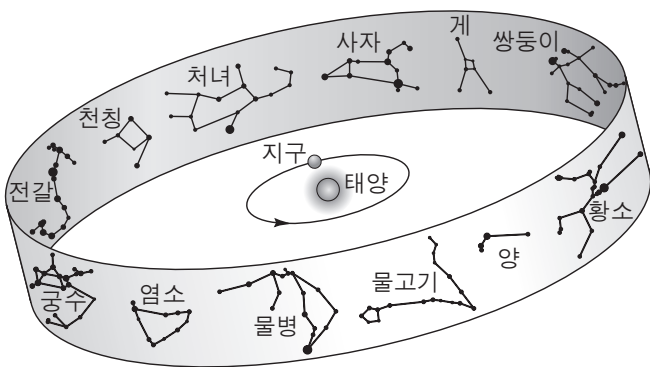 게
사자
쌍둥이
처녀
천칭
지구
태양
전갈
황소
양
물고기
궁수
염소
물병